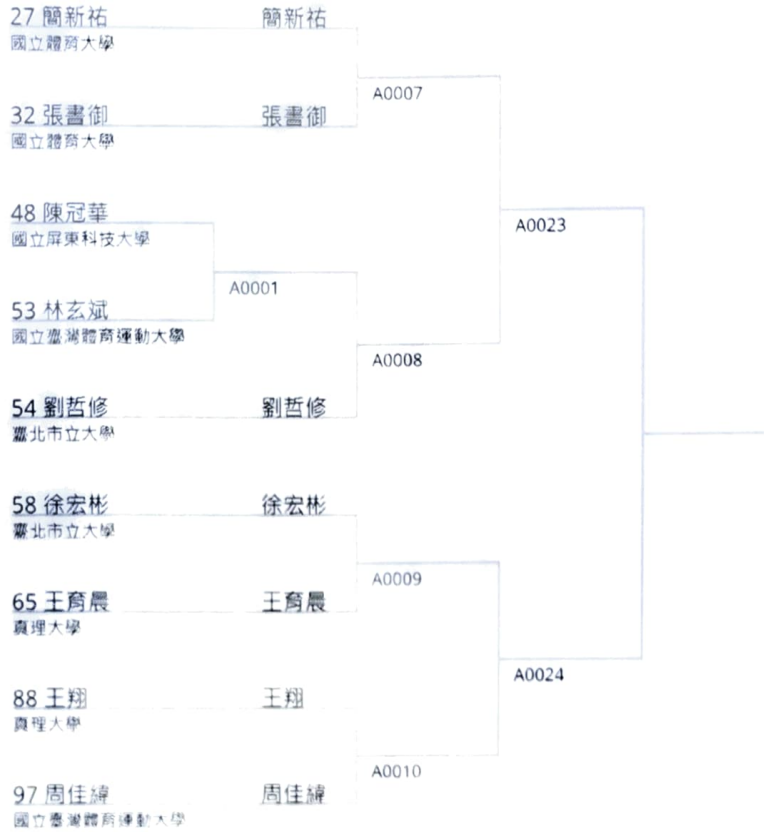 27 簡新祐 簡新祐
國立體育大學
A0007
32 張書御 張書御
國立體育大學
48 陳冠華
國立屏東科技大學
A0023
A0001
53 林玄斌
國立臺灣體育運動大學
A0008
54 劉哲修 劉哲修
臺北市立大學
58 徐宏彬 徐宏彬
臺北市立大學
A0009
65 王育晨 王育晨
真理大學
A0024
88 王翔 王翔
真理大學
A0010
97 周佳緯 周佳緯
國立臺灣體育運動大學